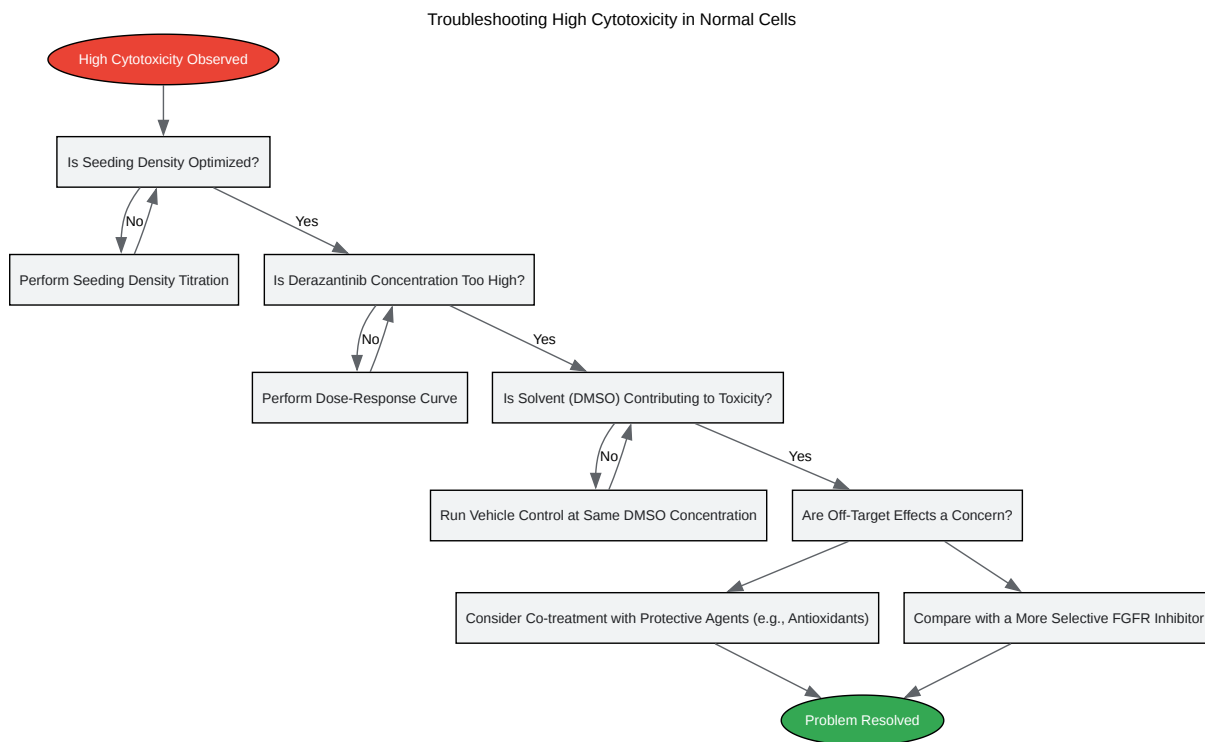 Troubleshooting High Cytotoxicity in Normal Cells
High Cytotoxicity Observed
Is Seeding Density Optimized?
No
Yes
Perform Seeding Density Titration
Is Derazantinib Concentration Too High?
No
Yes
Perform Dose-Response Curve
Is Solvent (DMSO) Contributing to Toxicity?
No
Yes
Run Vehicle Control at Same DMSO Concentration
Are Off-Target Effects a Concern?
Consider Co-treatment with Protective Agents (e.g., Antioxidants)
Compare with a More Selective FGFR Inhibitor
Problem Resolved